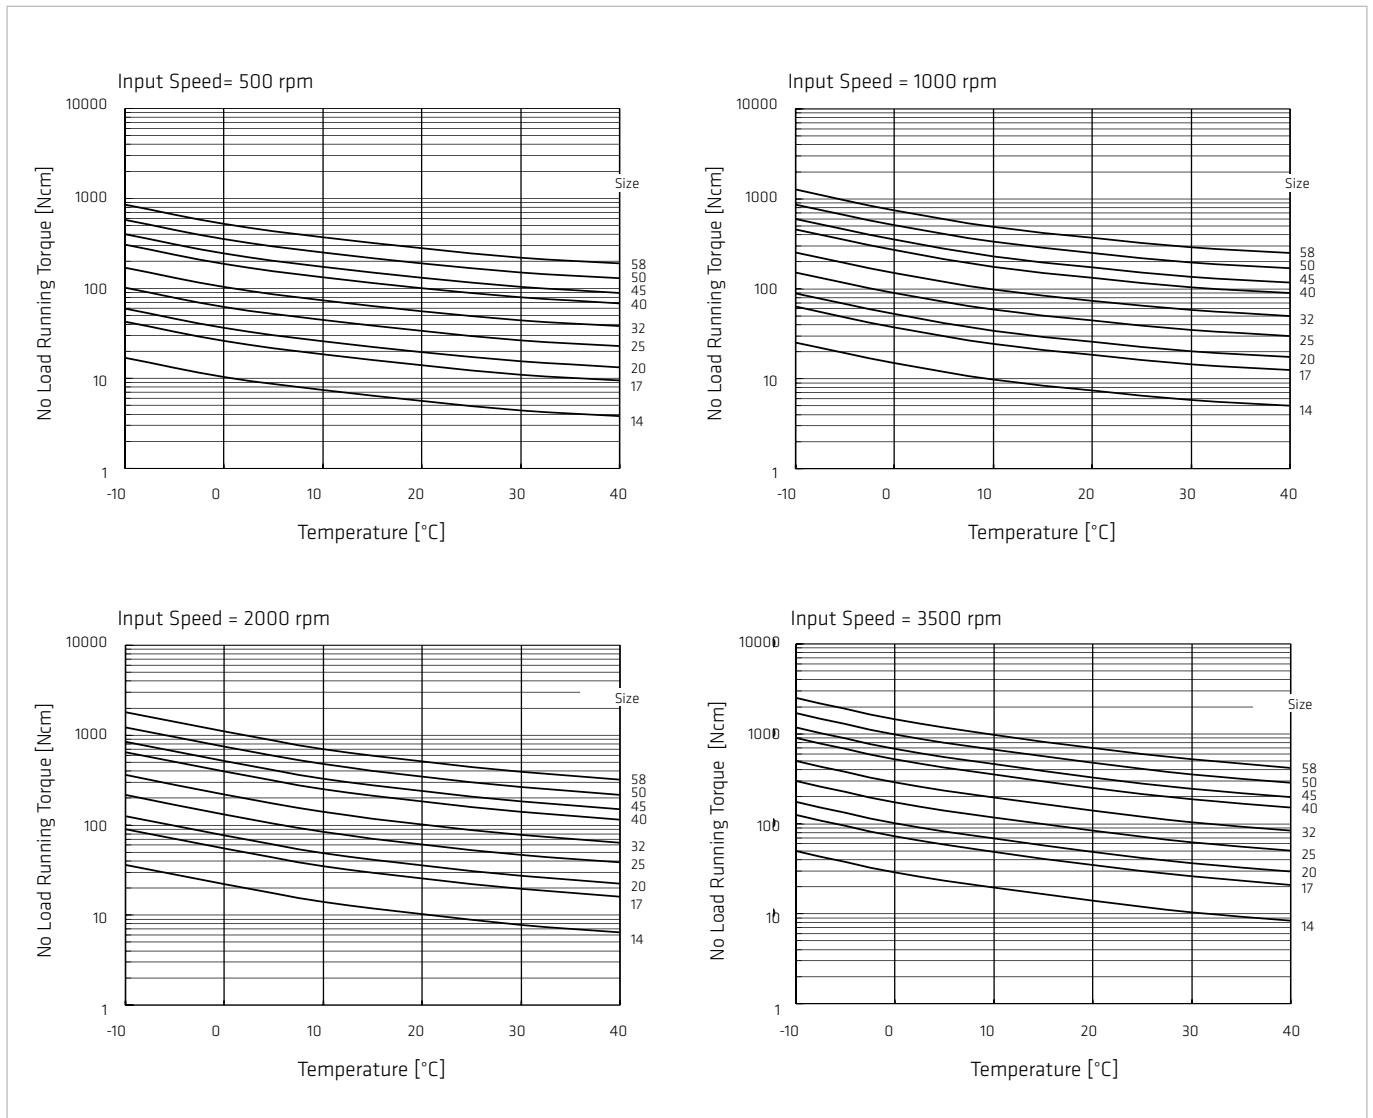 Input Speed= 500 rpm
10000
1000
100
10
1
No Load Running Torque [Ncm]
Size
58
50
45
40
32
25
20
17
14
-10 0 10 20 30 40
Temperature [°C]
Input Speed = 1000 rpm
10000
1000
100
10
1
No Load Running Torque [Ncm]
Size
58
50
45
40
32
25
20
17
14
-10 0 10 20 30 40
Temperature [°C]
Input Speed = 2000 rpm
10000
1000
100
10
1
No Load Running Torque [Ncm]
Size
58
50
45
40
32
25
20
17
14
-10 0 10 20 30 40
Temperature [°C]
Input Speed = 3500 rpm
10000
1000
100
10
1
No Load Running Torque [Ncm]
Size
58
50
45
40
32
25
20
17
14
-10 0 10 20 30 40
Temperature [°C]